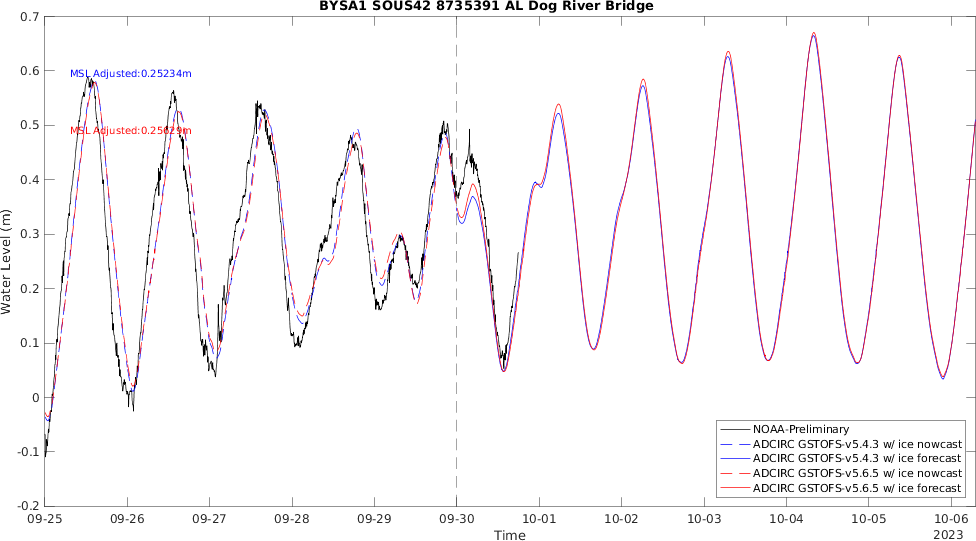 BYSA1 SOUS42 8735391 AL Dog River Bridge
0.7
0.6
0.5
0.4
0.3
0.2
0.1
0
-0.1
-0.2
Water Level (m)
MSL Adjusted:0.25234m
MSL Adjusted:0.25629m
NOAA-Preliminary
ADCIRC GSTOFS-v5.4.3 w/ ice nowcast
ADCIRC GSTOFS-v5.4.3 w/ ice forecast
ADCIRC GSTOFS-v5.6.5 w/ ice nowcast
ADCIRC GSTOFS-v5.6.5 w/ ice forecast
09-25 09-26 09-27 09-28 09-29 09-30 10-01 10-02 10-03 10-04 10-05 10-06
Time
2023